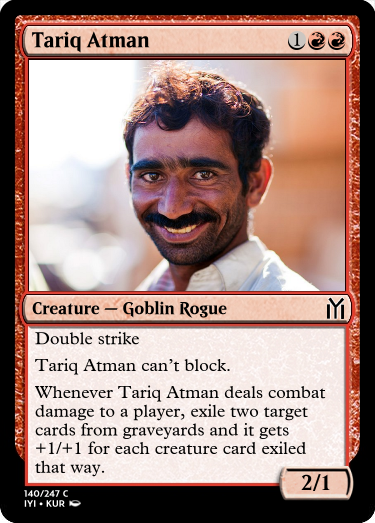 Tariq Atman 1
Creature — Goblin Rogue
Double strike
Tariq Atman can't block.
Whenever Tariq Atman deals combat
damage to a player, exile two target
cards from graveyards and it gets
+1/+1 for each creature card exiled
that way.
2/1
140/247 C
IYI • KUR